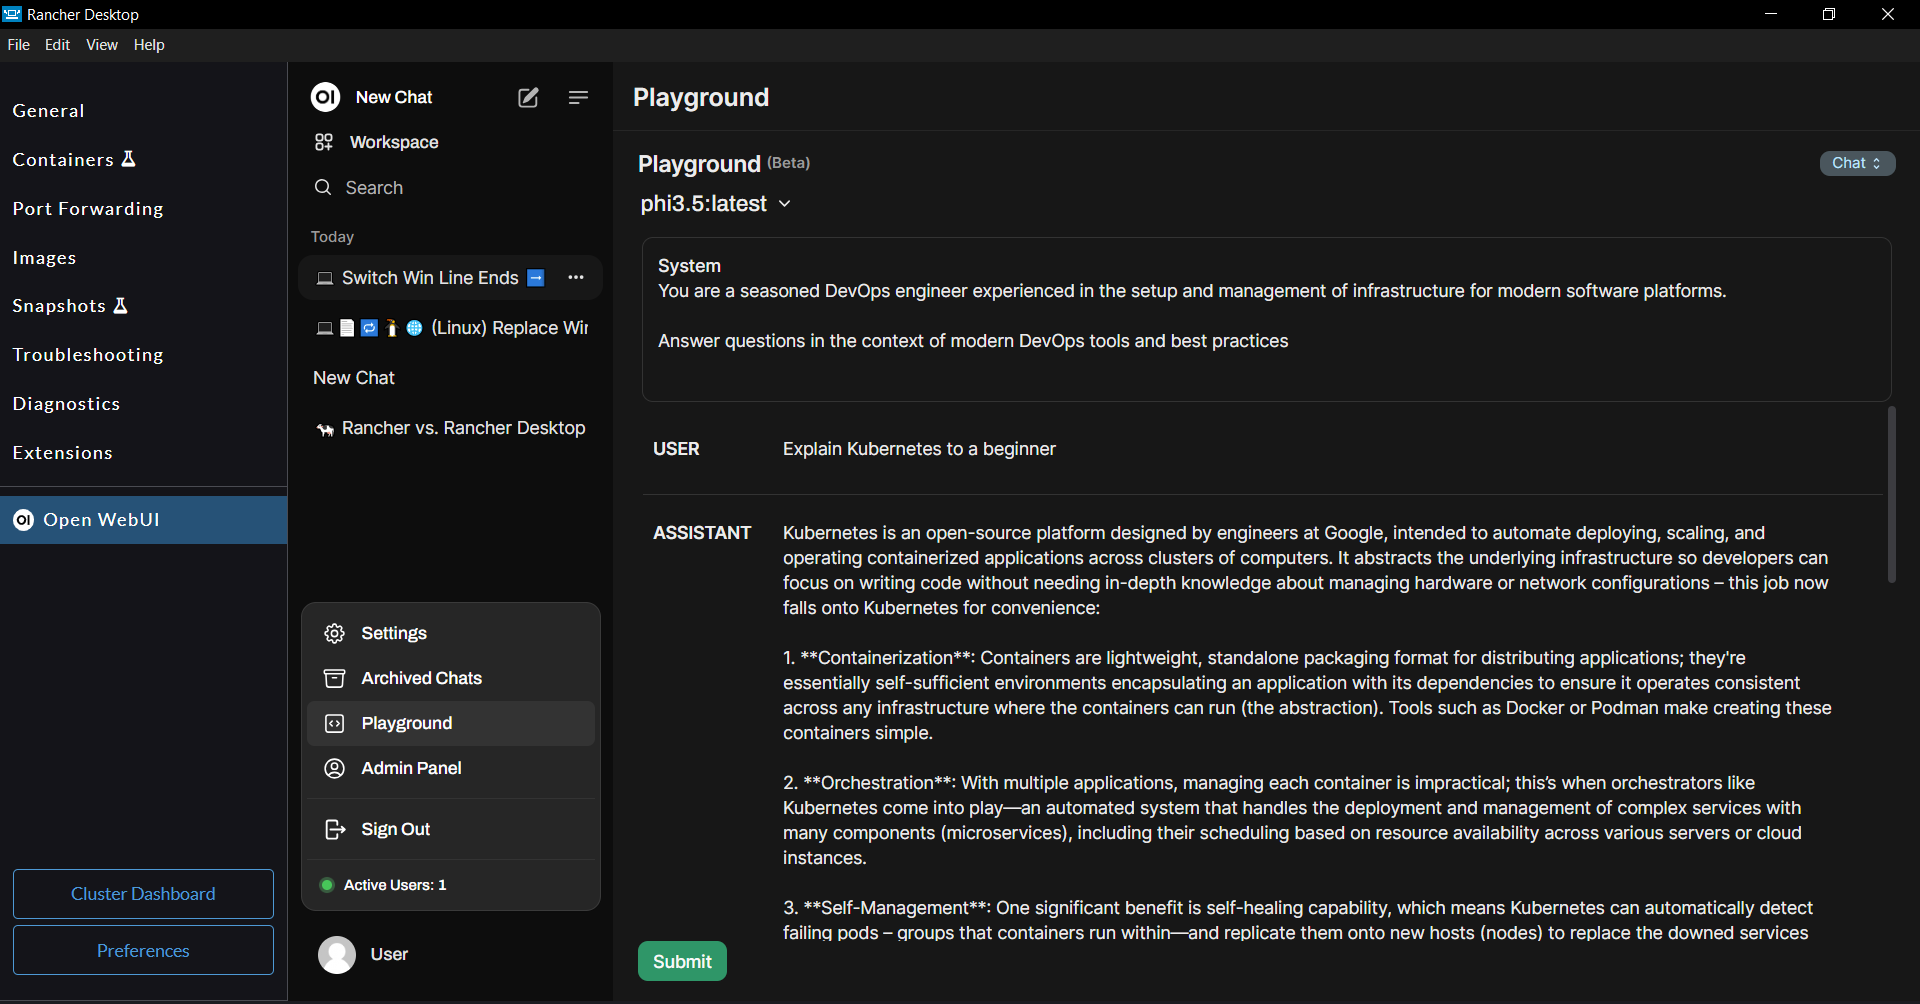 Rancher Desktop
File Edit View Help
General
Containers
Port Forwarding
Images
Snapshots
Troubleshooting
Diagnostics
Extensions
OI Open WebUI
Cluster Dashboard
Preferences
OI New Chat
Workspace
Search
Today
Switch Win Line Ends
(Linux) Replace Wi
New Chat
Rancher vs. Rancher Desktop
Settings
Archived Chats
Playground
Admin Panel
Sign Out
Active Users: 1
User
Playground
Playground (Beta)
Chat
phi3.5:latest
System
You are a seasoned DevOps engineer experienced in the setup and management of infrastructure for modern software platforms.
Answer questions in the context of modern DevOps tools and best practices
USER Explain Kubernetes to a beginner
ASSISTANT Kubernetes is an open-source platform designed by engineers at Google, intended to automate deploying, scaling, and
operating containerized applications across clusters of computers. It abstracts the underlying infrastructure so developers can
focus on writing code without needing in-depth knowledge about managing hardware or network configurations – this job now
falls onto Kubernetes for convenience:
1. **Containerization**: Containers are lightweight, standalone packaging format for distributing applications; they're
essentially self-sufficient environments encapsulating an application with its dependencies to ensure it operates consistent
across any infrastructure where the containers can run (the abstraction). Tools such as Docker or Podman make creating these
containers simple.
2. **Orchestration**: With multiple applications, managing each container is impractical; this’s when orchestrators like
Kubernetes come into play—an automated system that handles the deployment and management of complex services with
many components (microservices), including their scheduling based on resource availability across various servers or cloud
instances.
3. **Self-Management**: One significant benefit is self-healing capability, which means Kubernetes can automatically detect
failing pods – groups that containers run within—and replicate them onto new hosts (nodes) to replace the downed services
Submit